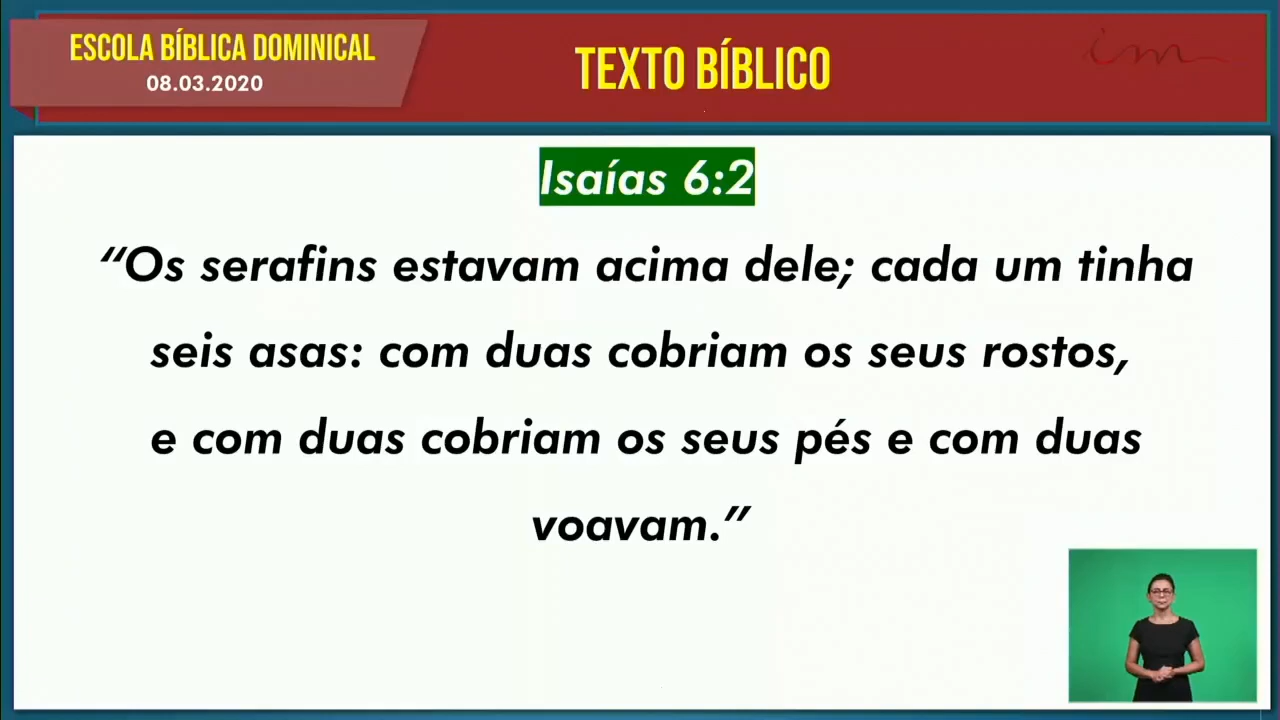 ESCOLA BÍBLICA DOMINICAL
08.03.2020
TEXTO BÍBLICO
im
Isaías 6:2
“Os serafins estavam acima dele; cada um tinha
seis asas: com duas cobriam os seus rostos,
e com duas cobriam os seus pés e com duas
voavam.”